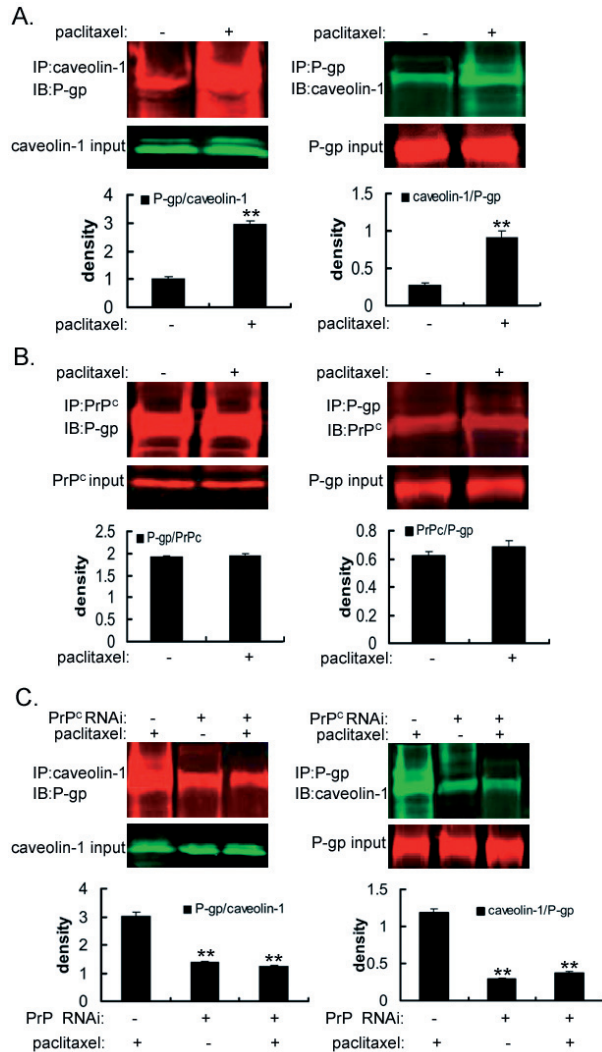 A.
paclitaxel: - +
IP:caveolin-1
IB:P-gp
caveolin-1 input
P-gp/caveolin-1
density
4
3
2
1
0
**
paclitaxel: - +
paclitaxel: - +
IP:P-gp
IB:caveolin-1
P-gp input
caveolin-1/P-gp
density
1.5
1
0.5
0
**
paclitaxel: - +
B.
paclitaxel: - +
IP:PrPᶜ
IB:P-gp
PrPᶜ input
P-gp/PrPc
density
2.5
2
1.5
1
0.5
0
paclitaxel: - +
paclitaxel: - +
IP:P-gp
IB:PrPᶜ
P-gp input
PrPc/P-gp
density
0.8
0.6
0.4
0.2
0
paclitaxel: - +
C.
PrPᶜ RNAi: - + +
paclitaxel: + - +
IP:caveolin-1
IB:P-gp
caveolin-1 input
P-gp/caveolin-1
density
4
3
2
1
0
** **
PrP RNAi: - + +
paclitaxel: + - +
PrPᶜ RNAi: - + +
paclitaxel: + - +
IP:P-gp
IB:caveolin-1
P-gp input
caveolin-1/P-gp
density
1.5
1
0.5
0
** **
PrP RNAi: - + +
paclitaxel: + - +